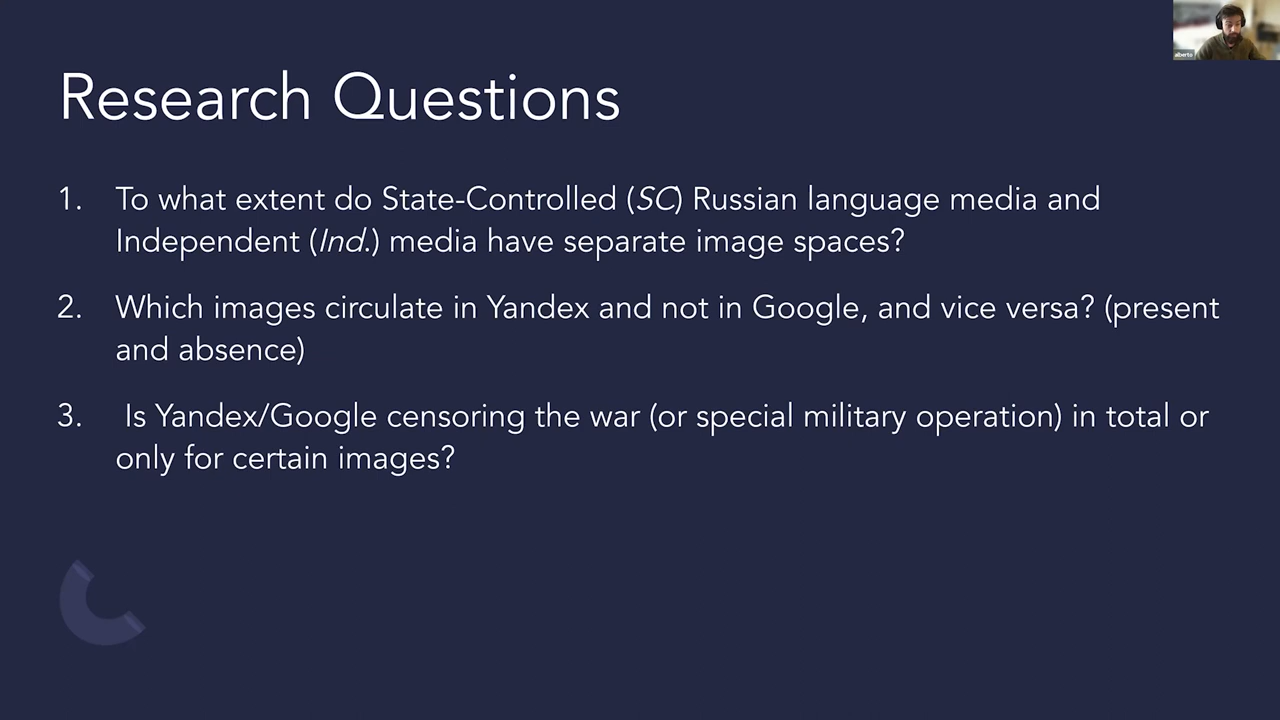 alberto
Research Questions
1. To what extent do State-Controlled (SC) Russian language media and
Independent (Ind.) media have separate image spaces?
2. Which images circulate in Yandex and not in Google, and vice versa? (present
and absence)
3. Is Yandex/Google censoring the war (or special military operation) in total or
only for certain images?